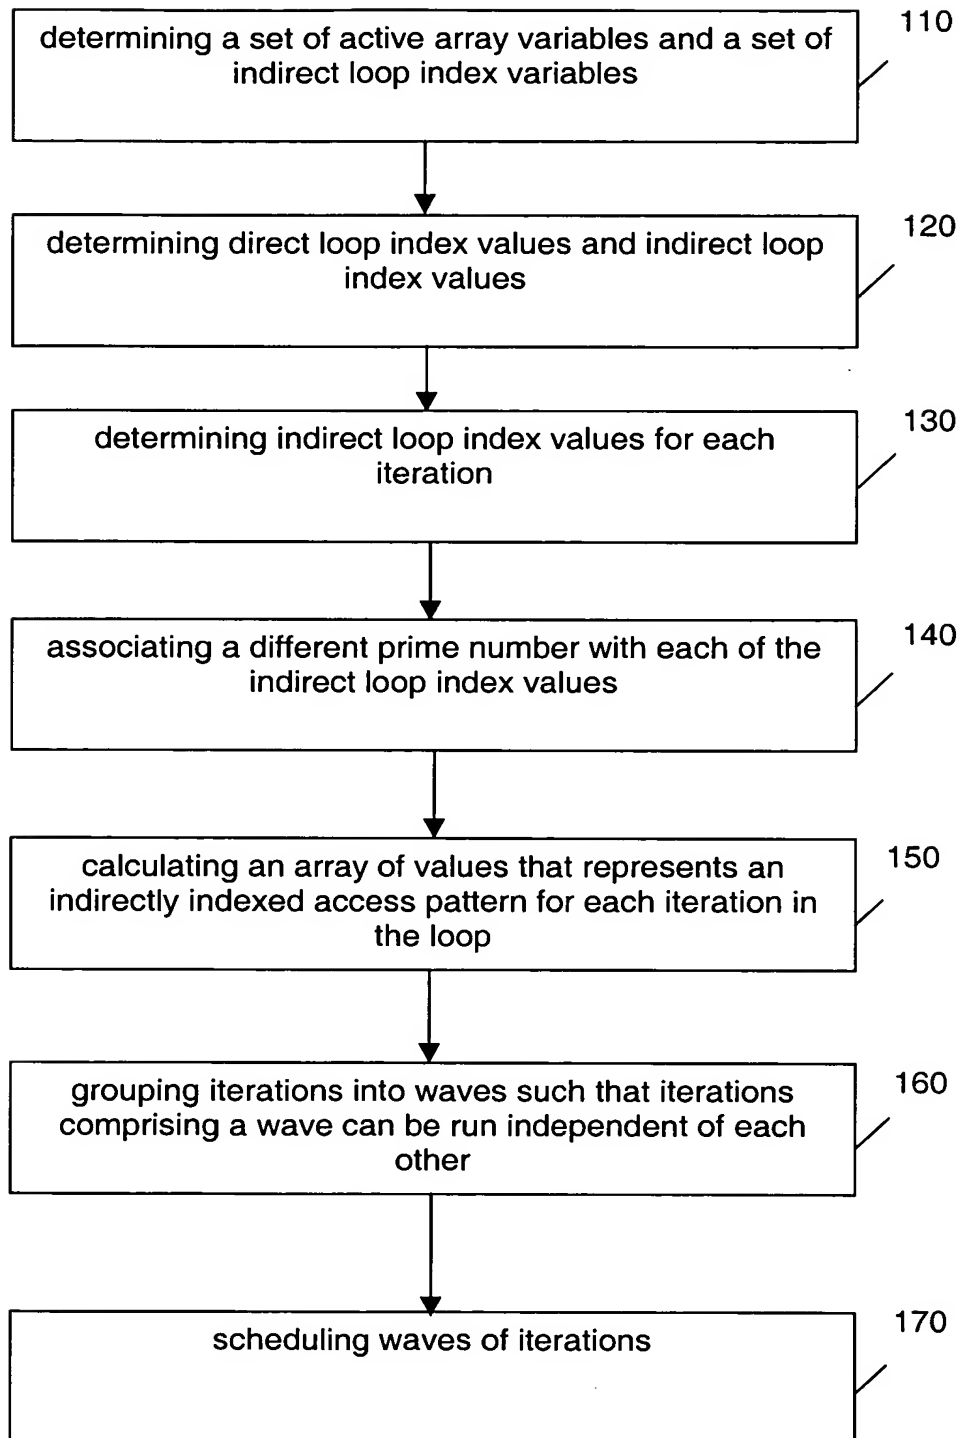 110
determining a set of active array variables and a set of
indirect loop index variables
120
determining direct loop index values and indirect loop
index values
130
determining indirect loop index values for each
iteration
140
associating a different prime number with each of the
indirect loop index values
150
calculating an array of values that represents an
indirectly indexed access pattern for each iteration in
the loop
160
grouping iterations into waves such that iterations
comprising a wave can be run independent of each
other
170
scheduling waves of iterations